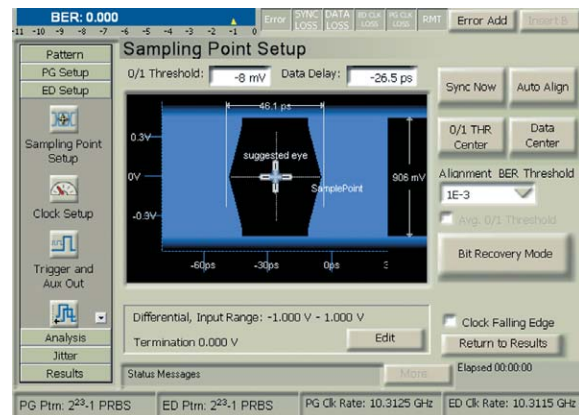 BER: 0.000
-11 -10 -9 -8 -7 -6 -5 -4 -3 -2 -1 0
Error
SYNC LOSS
DATA LOSS
ED CLK LOSS
PG CLK LOSS
RMT
Error Add
Insert B
Pattern
PG Setup
ED Setup
Sampling Point Setup
Clock Setup
Trigger and Aux Out
Analysis
Jitter
Results
Sampling Point Setup
0/1 Threshold: -8 mV
Data Delay: -26.5 ps
46.1 ps
0.3V
0V
-0.3V
suggested eye
SamplePoint
906 mV
-60ps -30ps 0ps 3
Sync Now
Auto Align
0/1 THR Center
Data Center
Alignment BER Threshold
1E-3
Avg. 0/1 Threshold
Bit Recovery Mode
Differential, Input Range: -1.000 V - 1.000 V
Termination 0.000 V
Edit
Clock Falling Edge
Return to Results
Status Messages
More
Elapsed 00:00:00
PG Ptrn: 2²³-1 PRBS
ED Ptrn: 2²³-1 PRBS
PG Clk Rate: 10.3125 GHz
ED Clk Rate: 10.3115 GHz